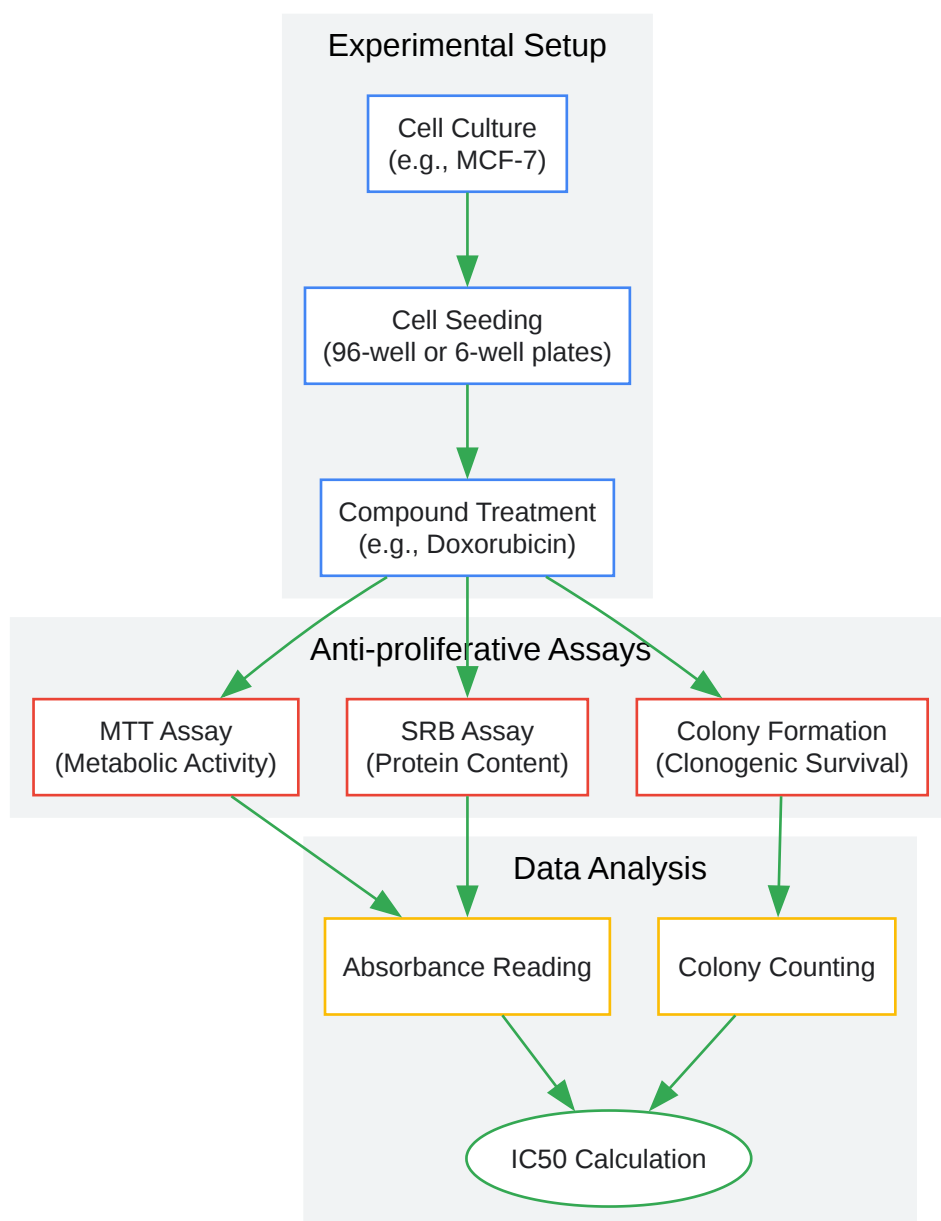 Experimental Setup
Cell Culture
(e.g., MCF-7)
Cell Seeding
(96-well or 6-well plates)
Compound Treatment
(e.g., Doxorubicin)
Anti-proliferative Assays
MTT Assay
(Metabolic Activity)
SRB Assay
(Protein Content)
Colony Formation
(Clonogenic Survival)
Data Analysis
Absorbance Reading
Colony Counting
IC50 Calculation